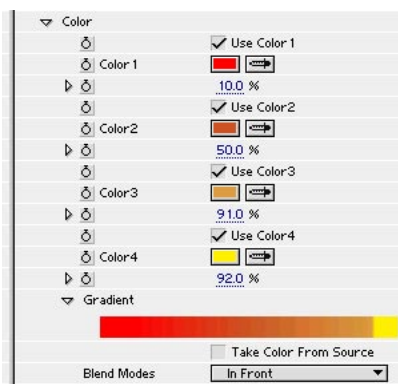 Color
Use Color 1
Color 1
10.0 %
Use Color2
Color2
50.0 %
Use Color3
Color3
91.0 %
Use Color4
Color4
92.0 %
Gradient
Take Color From Source
Blend Modes In Front